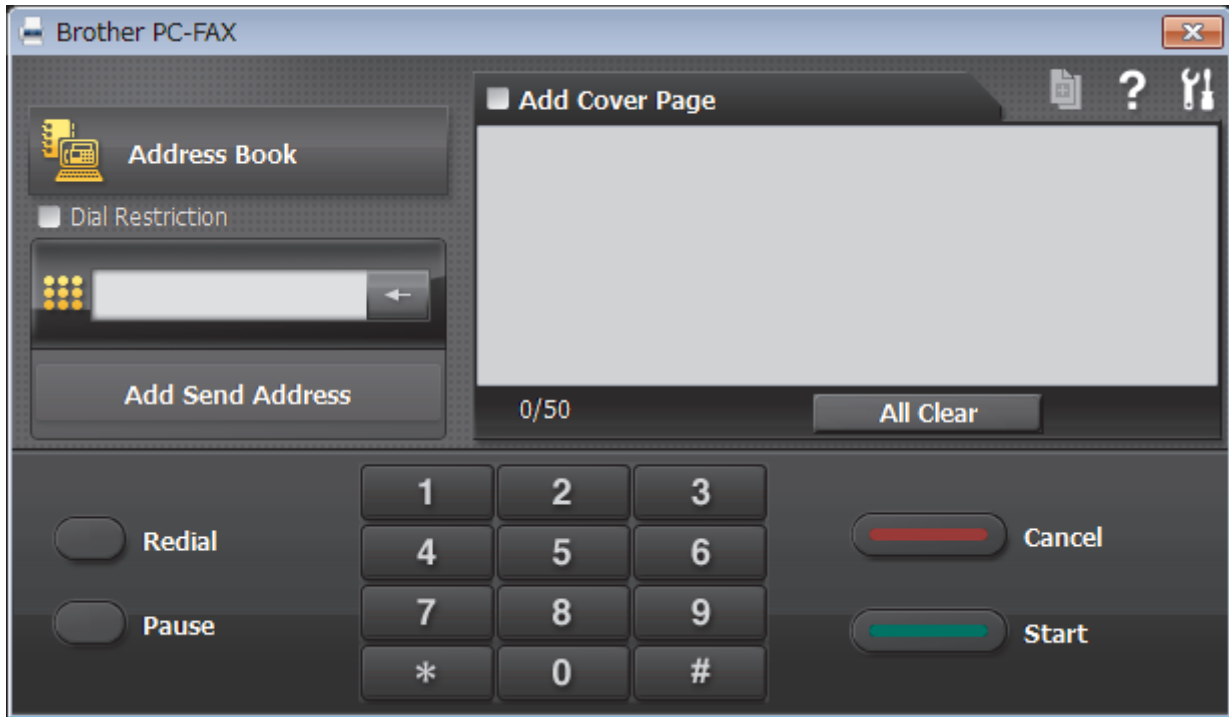 Brother PC-FAX
Add Cover Page
?
Address Book
Dial Restriction
Add Send Address
0/50
All Clear
1 2 3
Redial
4 5 6
Cancel
Pause
7 8 9
Start
* 0 #